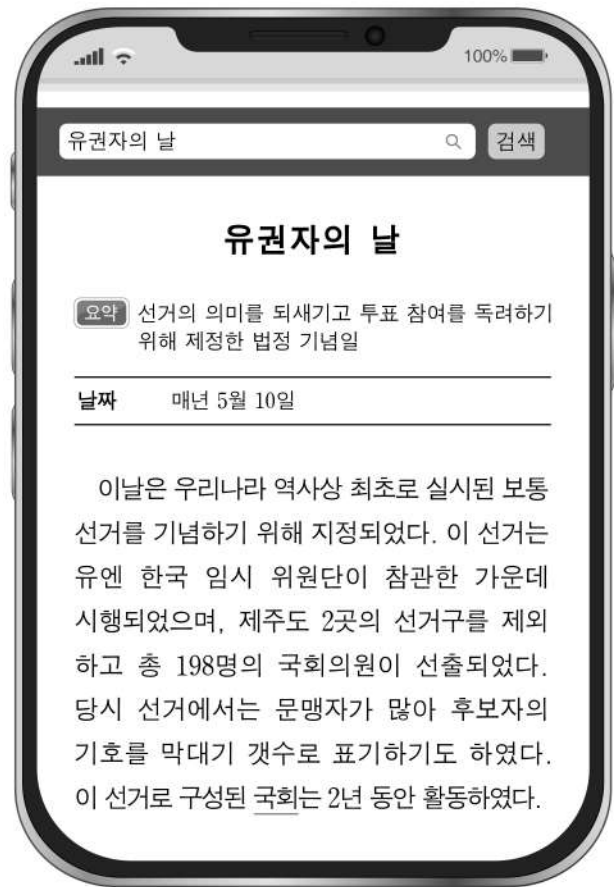 100%
유권자의 날
검색
유권자의 날
요약 선거의 의미를 되새기고 투표 참여를 독려하기
위해 제정한 법정 기념일
날짜 매년 5월 10일
이날은 우리나라 역사상 최초로 실시된 보통
선거를 기념하기 위해 지정되었다. 이 선거는
유엔 한국 임시 위원단이 참관한 가운데
시행되었으며, 제주도 2곳의 선거구를 제외
하고 총 198명의 국회의원이 선출되었다.
당시 선거에서는 문맹자가 많아 후보자의
기호를 막대기 갯수로 표기하기도 하였다.
이 선거로 구성된 국회는 2년 동안 활동하였다.